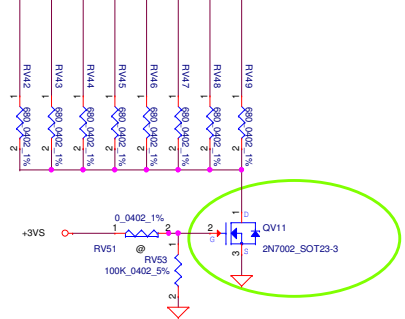 RV42
RV43
RV44
RV45
RV46
RV47
RV48
RV49
1
1
1
1
1
1
1
1
680_0402_1%
680_0402_1%
680_0402_1%
680_0402_1%
680_0402_1%
680_0402_1%
680_0402_1%
680_0402_1%
2
2
2
2
2
2
2
2
1
D
0_0402_1%
+3VS
1
2
2
G
QV11
RV51
@
1
S
3
2N7002_SOT23-3
RV53
100K_0402_5%
2